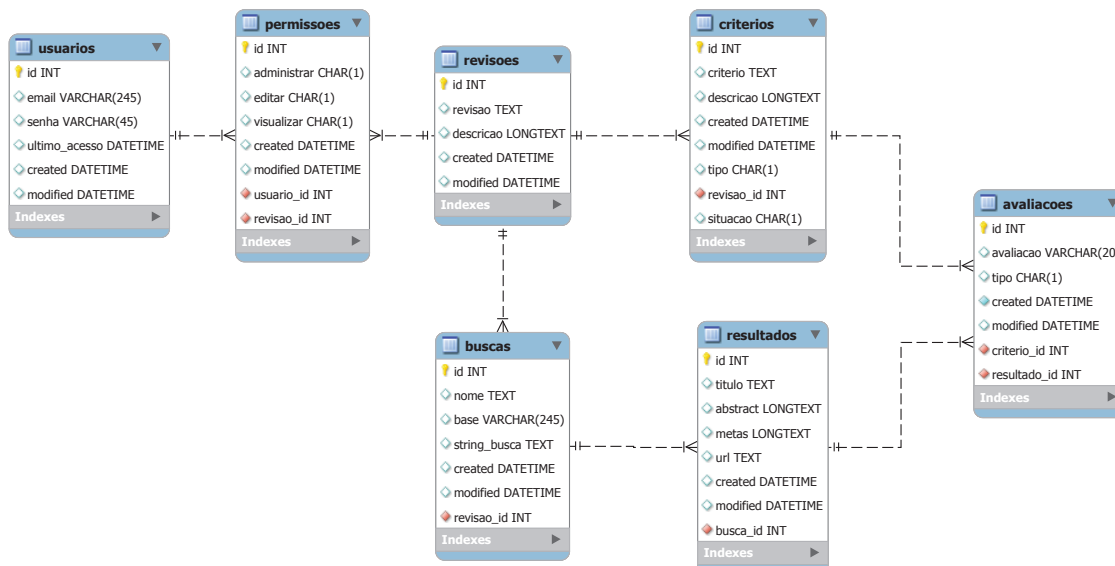 usuarios
id INT
email VARCHAR(245)
senha VARCHAR(45)
ultimo_acesso DATETIME
created DATETIME
modified DATETIME
Indexes
permissoes
id INT
administrar CHAR(1)
editar CHAR(1)
visualizar CHAR(1)
created DATETIME
modified DATETIME
usuario_id INT
revisao_id INT
Indexes
revisoes
id INT
revisao TEXT
descricao LONGTEXT
created DATETIME
modified DATETIME
Indexes
criterios
id INT
criterio TEXT
descricao LONGTEXT
created DATETIME
modified DATETIME
tipo CHAR(1)
revisao_id INT
situacao CHAR(1)
Indexes
avaliacoes
id INT
avaliacao VARCHAR(20
tipo CHAR(1)
created DATETIME
modified DATETIME
criterio_id INT
resultado_id INT
Indexes
buscas
id INT
nome TEXT
base VARCHAR(245)
string_busca TEXT
created DATETIME
modified DATETIME
revisao_id INT
Indexes
resultados
id INT
titulo TEXT
abstract LONGTEXT
metas LONGTEXT
url TEXT
created DATETIME
modified DATETIME
busca_id INT
Indexes